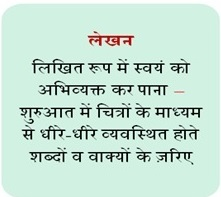 लेखन
लिखित रूप में स्वयं को
अभिव्यक्त कर पाना –
शुरुआत में चित्रों के माध्यम
से धीरे-धीरे व्यवस्थित होते
शब्दों व वाक्यों के ज़रिए